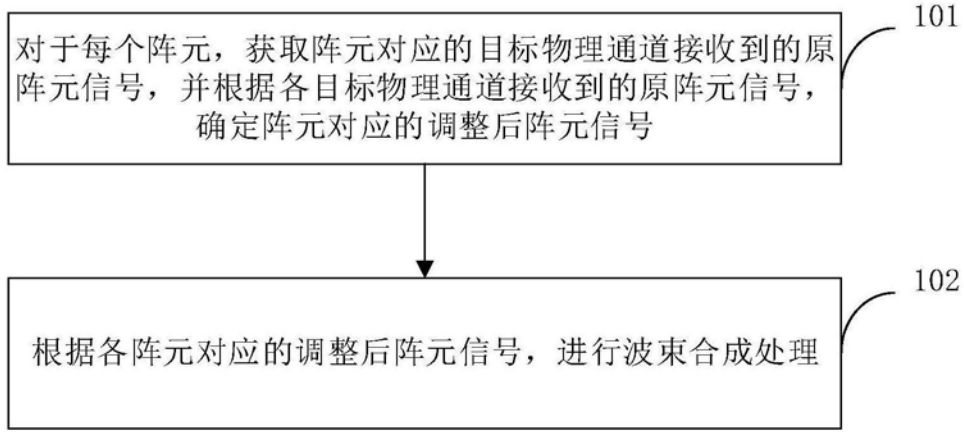 101
对于每个阵元，获取阵元对应的目标物理通道接收到的原
阵元信号，并根据各目标物理通道接收到的原阵元信号，
确定阵元对应的调整后阵元信号
102
根据各阵元对应的调整后阵元信号，进行波束合成处理